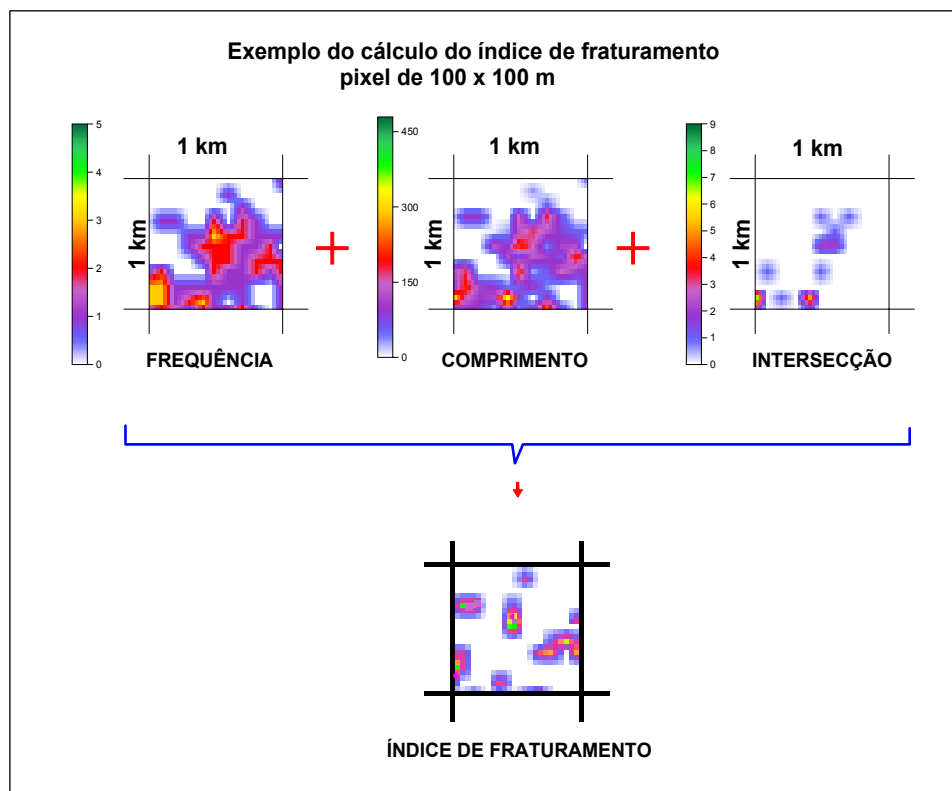 Exemplo do cálculo do índice de fraturamento
pixel de 100 x 100 m
5
4
3
2
1
0
1 km
1 km
FREQUÊNCIA
+
450
300
150
0
1 km
1 km
COMPRIMENTO
+
9
8
7
6
5
4
3
2
1
0
1 km
1 km
INTERSECÇÃO
ÍNDICE DE FRATURAMENTO